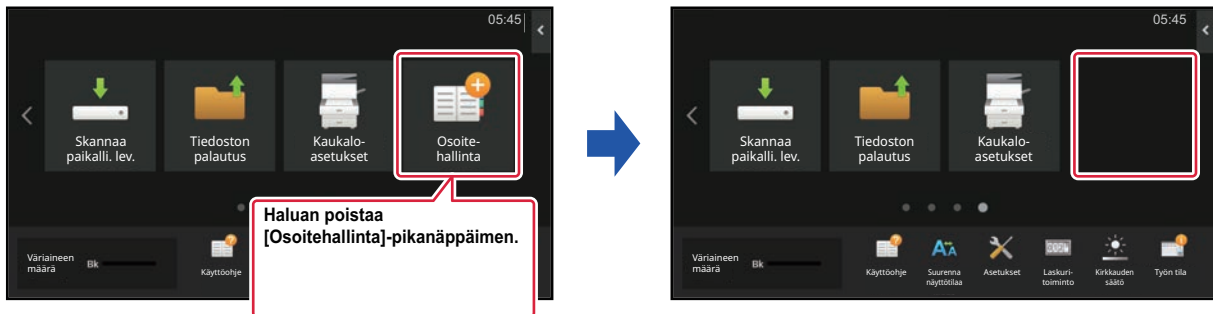 05:45
Skannaa
paikalli. lev.
Tiedoston
palautus
Kaukalo-
asetukset
Osoite-
hallinta
Haluan poistaa
[Osoitehallinta]-pikanäppäimen.
Väriaineen
määrä
Bk
Käyttöohje
05:45
Skannaa
paikalli. lev.
Tiedoston
palautus
Kaukalo-
asetukset
Väriaineen
määrä
Bk
Käyttöohje
Suurenna
näyttötilaa
Asetukset
Laskuri-
toiminto
Kirkkauden
säätö
Työn tila